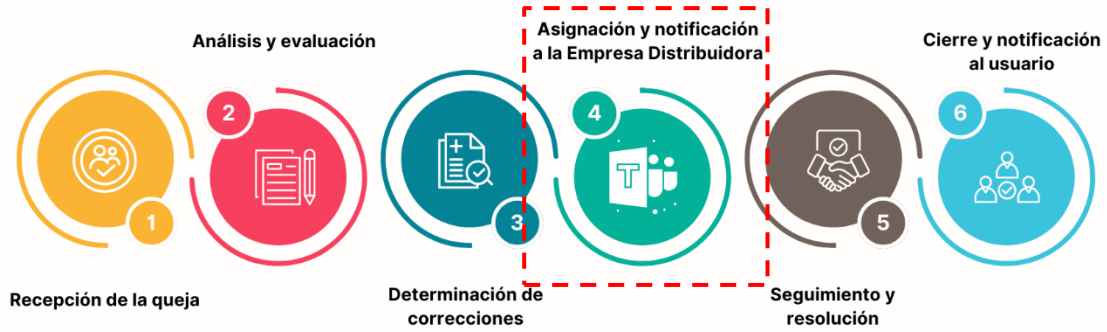 Recepción de la queja
1
Análisis y evaluación
2
Determinación de
correcciones
3
Asignación y notificación
a la Empresa Distribuidora
4
T
Seguimiento y
resolución
5
Cierre y notificación
al usuario
6